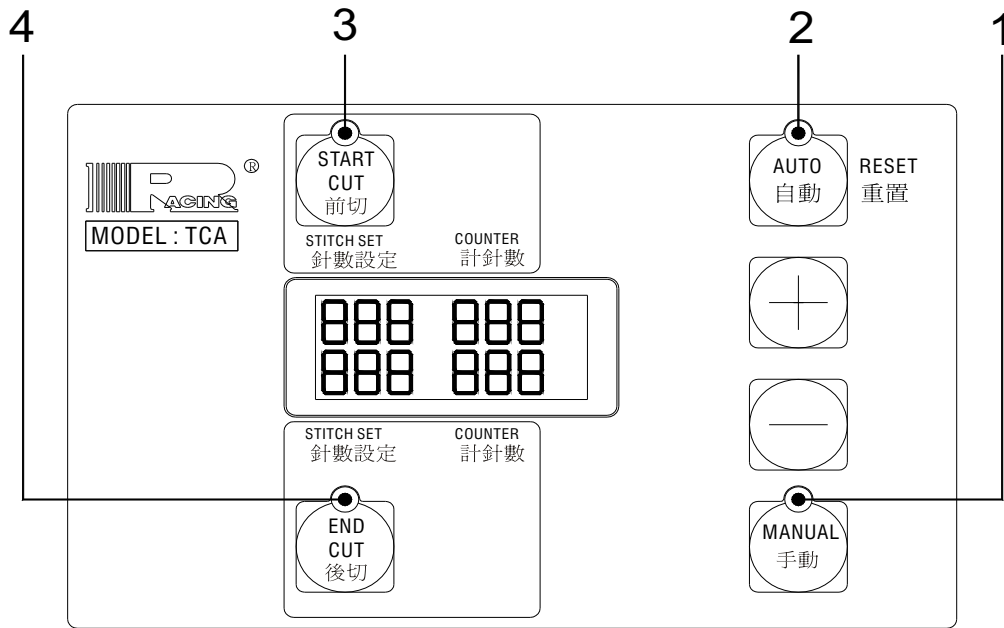 4 3 2 1
START
CUT
前切
AUTO
自動
RESET
重置
RACING ®
MODEL : TCA
STITCH SET
針數設定
COUNTER
計針數
888 888
888 888
STITCH SET
針數設定
COUNTER
計針數
END
CUT
後切
MANUAL
手動